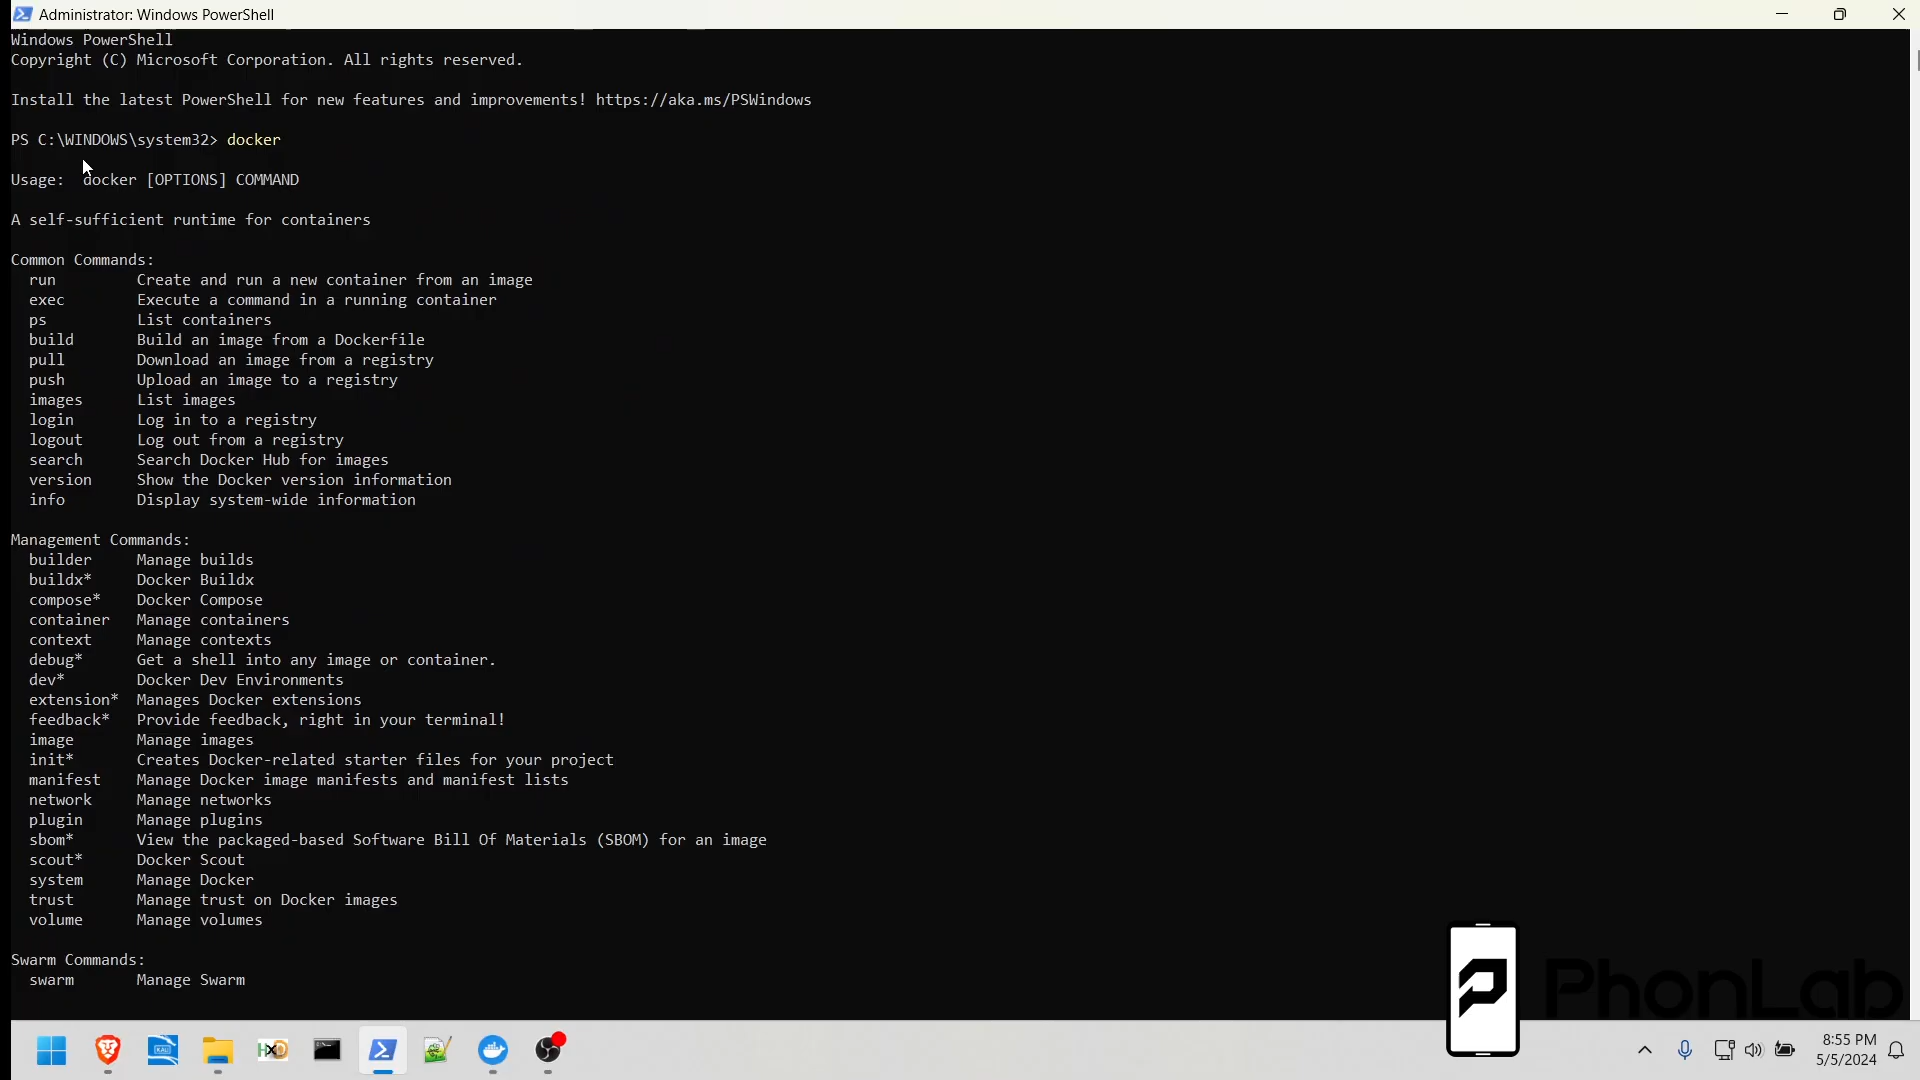 Administrator: Windows PowerShell
Windows PowerShell
Copyright (C) Microsoft Corporation. All rights reserved.
Install the latest PowerShell for new features and improvements! https://aka.ms/PSWindows
PS C:\WINDOWS\system32> docker
Usage:  docker [OPTIONS] COMMAND
A self-sufficient runtime for containers
Common Commands:
run         Create and run a new container from an image
exec        Execute a command in a running container
ps          List containers
build       Build an image from a Dockerfile
pull        Download an image from a registry
push        Upload an image to a registry
images      List images
login       Log in to a registry
logout      Log out from a registry
search      Search Docker Hub for images
version     Show the Docker version information
info        Display system-wide information
Management Commands:
builder     Manage builds
buildx*     Docker Buildx
compose*    Docker Compose
container   Manage containers
context     Manage contexts
debug*      Get a shell into any image or container.
dev*        Docker Dev Environments
extension*  Manages Docker extensions
feedback*   Provide feedback, right in your terminal!
image       Manage images
init*       Creates Docker-related starter files for your project
manifest    Manage Docker image manifests and manifest lists
network     Manage networks
plugin      Manage plugins
sbom*       View the packaged-based Software Bill Of Materials (SBOM) for an image
scout*      Docker Scout
system      Manage Docker
trust       Manage trust on Docker images
volume      Manage volumes
Swarm Commands:
swarm       Manage Swarm
PhonLab
KALI
HXD
8:55 PM
5/5/2024